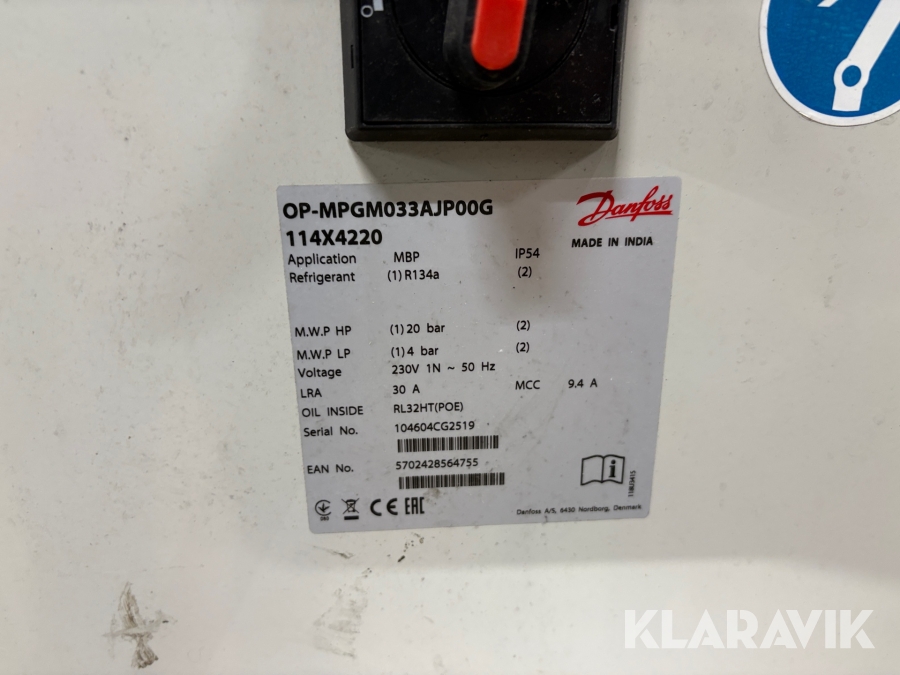 OP-MPGM033AJP00G
114X4220
Danfoss
MADE IN INDIA
Application MBP IP54
Refrigerant (1) R134a (2)
M.W.P HP (1) 20 bar (2)
M.W.P LP (1) 4 bar (2)
Voltage 230V 1N ~ 50 Hz
LRA 30 A MCC 9.4 A
OIL INSIDE RL32HT(POE)
Serial No. 104604CG2519
EAN No. 5702428564755
CE EAC
Danfoss A/S, 6430 Nordborg, Denmark
KLARAVIK